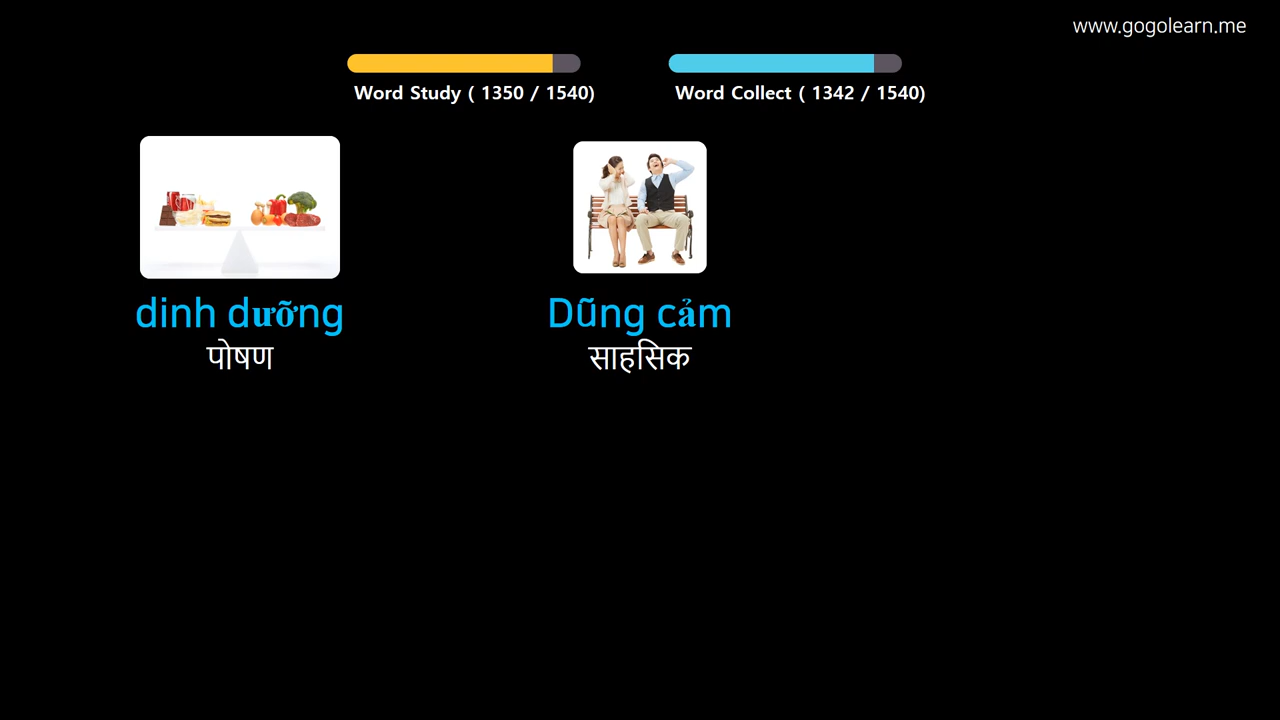 www.gogolearn.me
Word Study ( 1350 / 1540)
Word Collect ( 1342 / 1540)
dinh dưỡng
पोषण
Dũng cảm
साहसिक